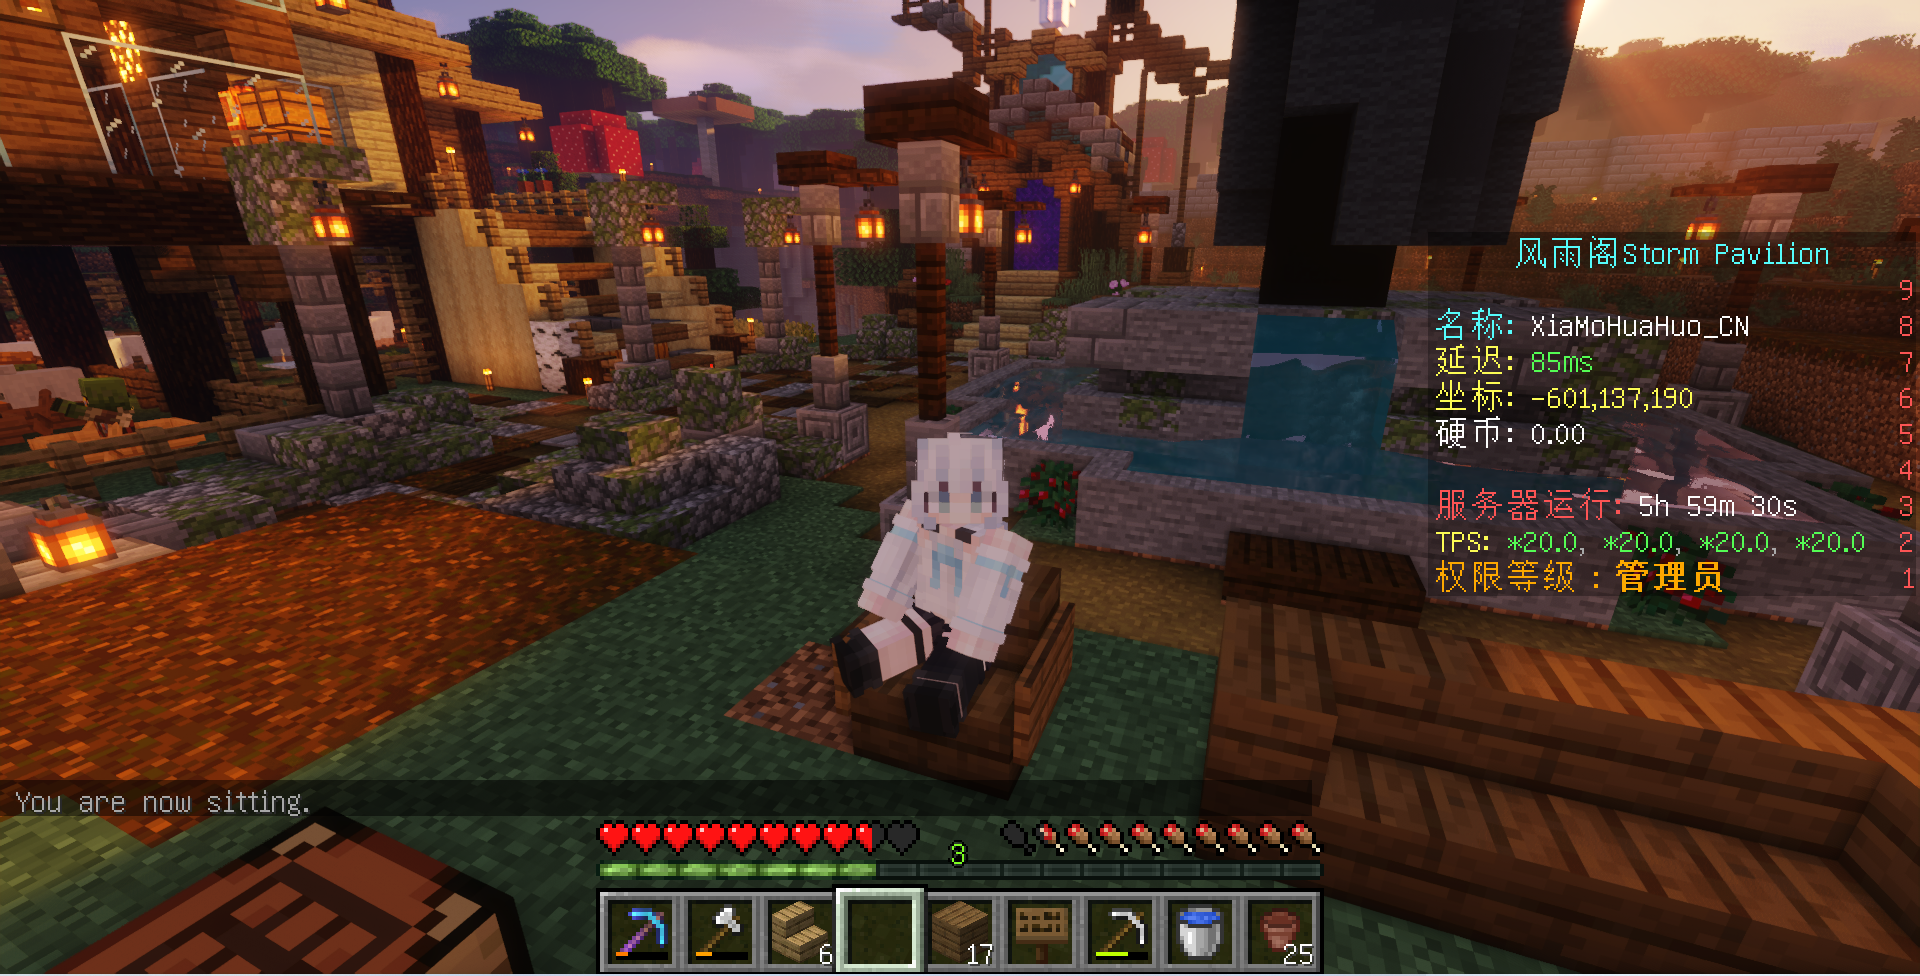 风雨阁Storm Pavilion
9
名称: XiaMoHuaHuo_CN 8
延迟: 85ms 7
坐标: -601,137,190 6
硬币: 0.00 5
4
服务器运行: 5h 59m 30s 3
TPS: *20.0, *20.0, *20.0, *20.0 2
权限等级：管理员 1
You are now sitting.
3
6
17
25